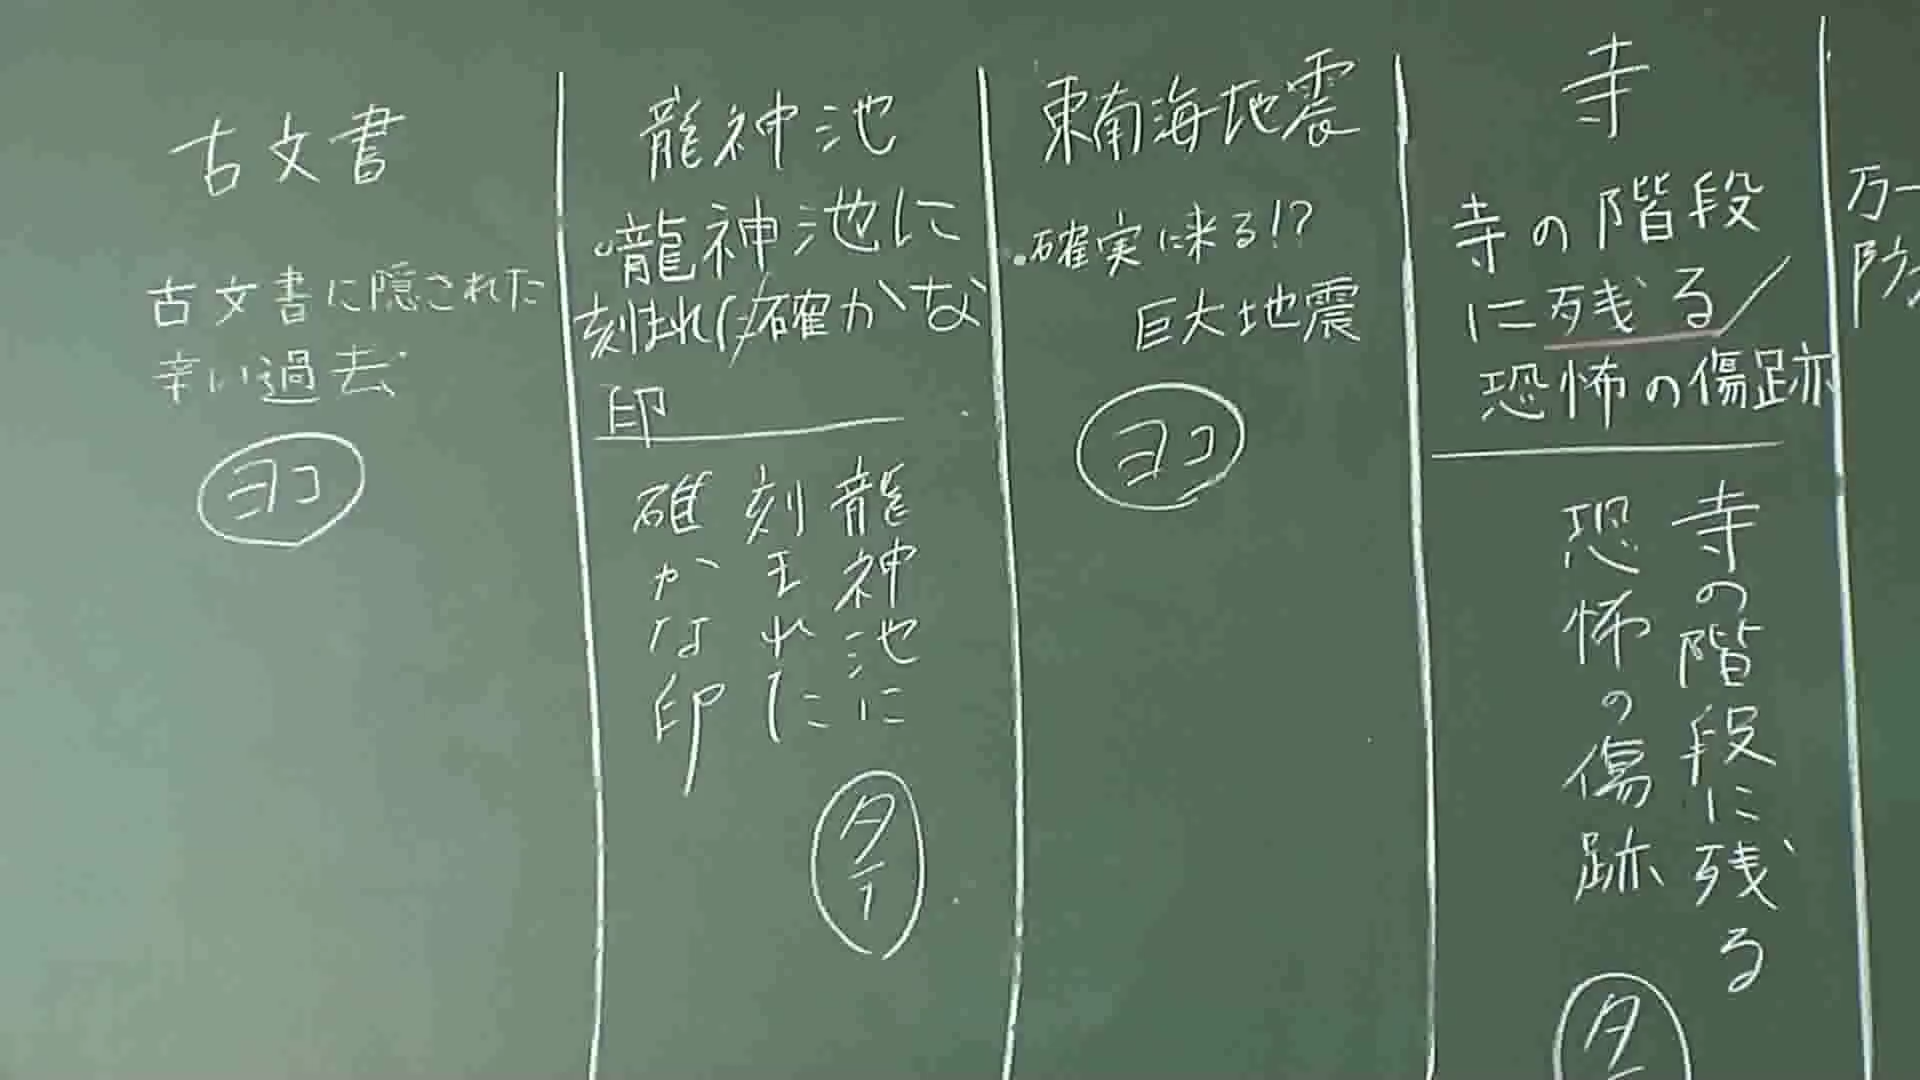 古文書
古文書に隠された
辛い過去
ヨコ
龍神池
・龍神池に
刻まれた/確かな
印
龍神池に
刻まれた
確かな印
タテ
東南海地震
・確実に来る!?
巨大地震
ヨコ
寺
寺の階段
に残る/
恐怖の傷跡
寺の階段に残る
恐怖の傷跡
タ
万一
防